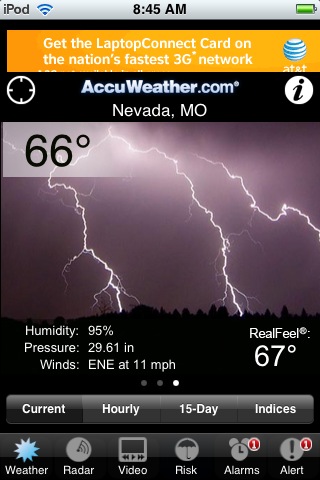 iPod 8:45 AM
Get the LaptopConnect Card on
the nation's fastest 3G network
at&t
AccuWeather.com®
i
Nevada, MO
66°
Humidity: 95%
Pressure: 29.61 in
Winds: ENE at 11 mph
RealFeel®:
67°
Current Hourly 15-Day Indices
1 1
Weather Radar Video Risk Alarms Alert